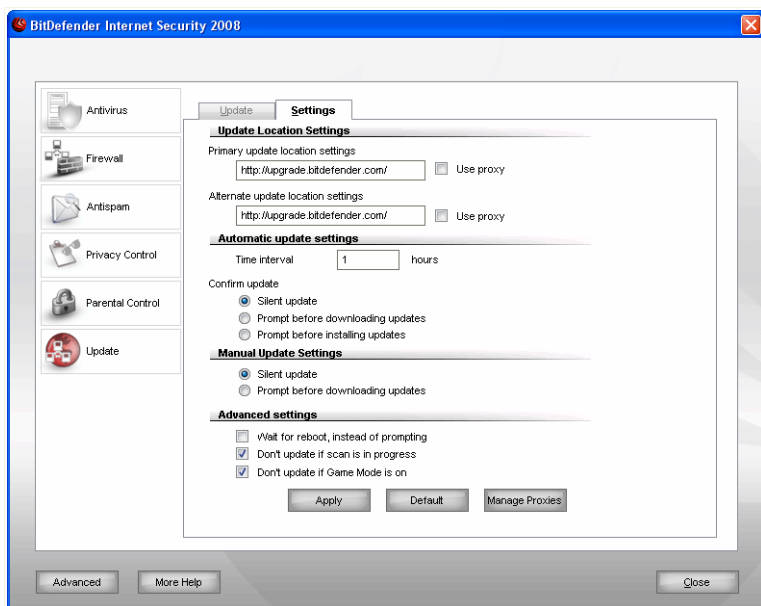 BitDefender Internet Security 2008
Antivirus
Firewall
Antispam
Privacy Control
Parental Control
Update
Update Settings
Update Location Settings
Primary update location settings
http://upgrade.bitdefender.com/ Use proxy
Alternate update location settings
http://upgrade.bitdefender.com/ Use proxy
Automatic update settings
Time interval 1 hours
Confirm update
Silent update
Prompt before downloading updates
Prompt before installing updates
Manual Update Settings
Silent update
Prompt before downloading updates
Advanced settings
Wait for reboot, instead of prompting
Don't update if scan is in progress
Don't update if Game Mode is on
Apply Default Manage Proxies
Advanced More Help Close